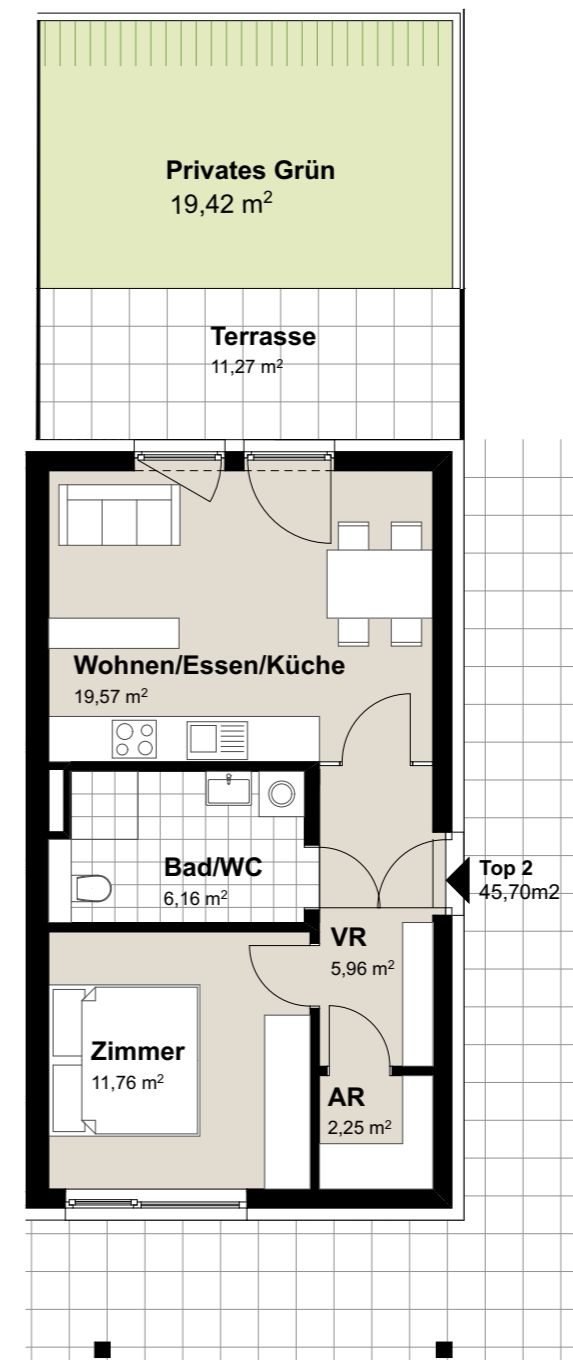 Privates Grün
19,42 m²
Terrasse
11,27 m²
Wohnen/Essen/Küche
19,57 m²
Bad/WC
6,16 m²
Top 2
45,70m2
VR
5,96 m²
Zimmer
11,76 m²
AR
2,25 m²